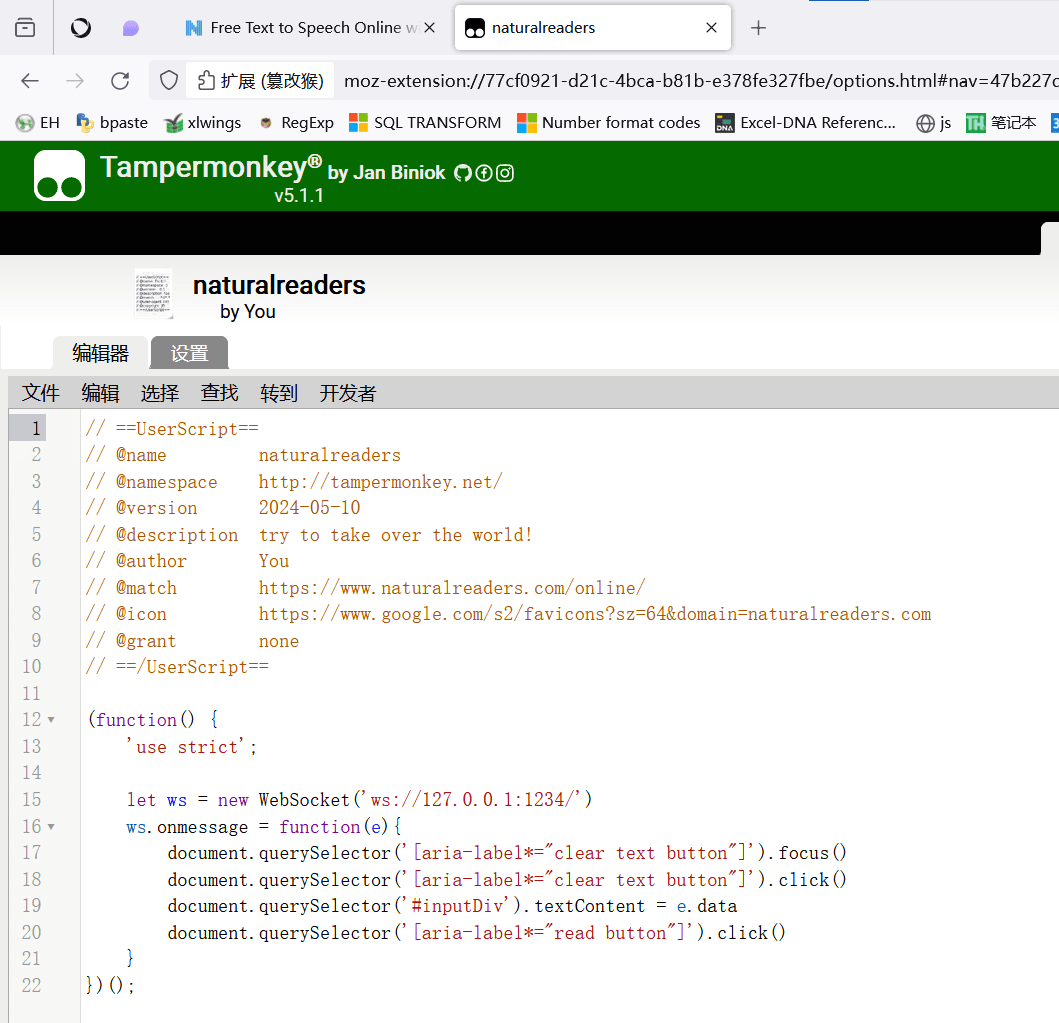 Free Text to Speech Online w
naturalreaders
扩展 (篡改猴)
moz-extension://77cf0921-d21c-4bca-b81b-e378fe327fbe/options.html#nav=47b227c
EH bpaste xlwings RegExp SQL TRANSFORM Number format codes Excel-DNA Referenc... js 笔记本
Tampermonkey® by Jan Biniok
v5.1.1
naturalreaders
by You
编辑器 设置
文件 编辑 选择 查找 转到 开发者
1 // ==UserScript==
2 // @name         naturalreaders
3 // @namespace    http://tampermonkey.net/
4 // @version      2024-05-10
5 // @description  try to take over the world!
6 // @author       You
7 // @match        https://www.naturalreaders.com/online/
8 // @icon         https://www.google.com/s2/favicons?sz=64&domain=naturalreaders.com
9 // @grant        none
10 // ==/UserScript==
11
12 (function() {
13     'use strict';
14
15     let ws = new WebSocket('ws://127.0.0.1:1234/')
16     ws.onmessage = function(e){
17         document.querySelector('[aria-label*="clear text button"]').focus()
18         document.querySelector('[aria-label*="clear text button"]').click()
19         document.querySelector('#inputDiv').textContent = e.data
20         document.querySelector('[aria-label*="read button"]').click()
21     }
22 })();